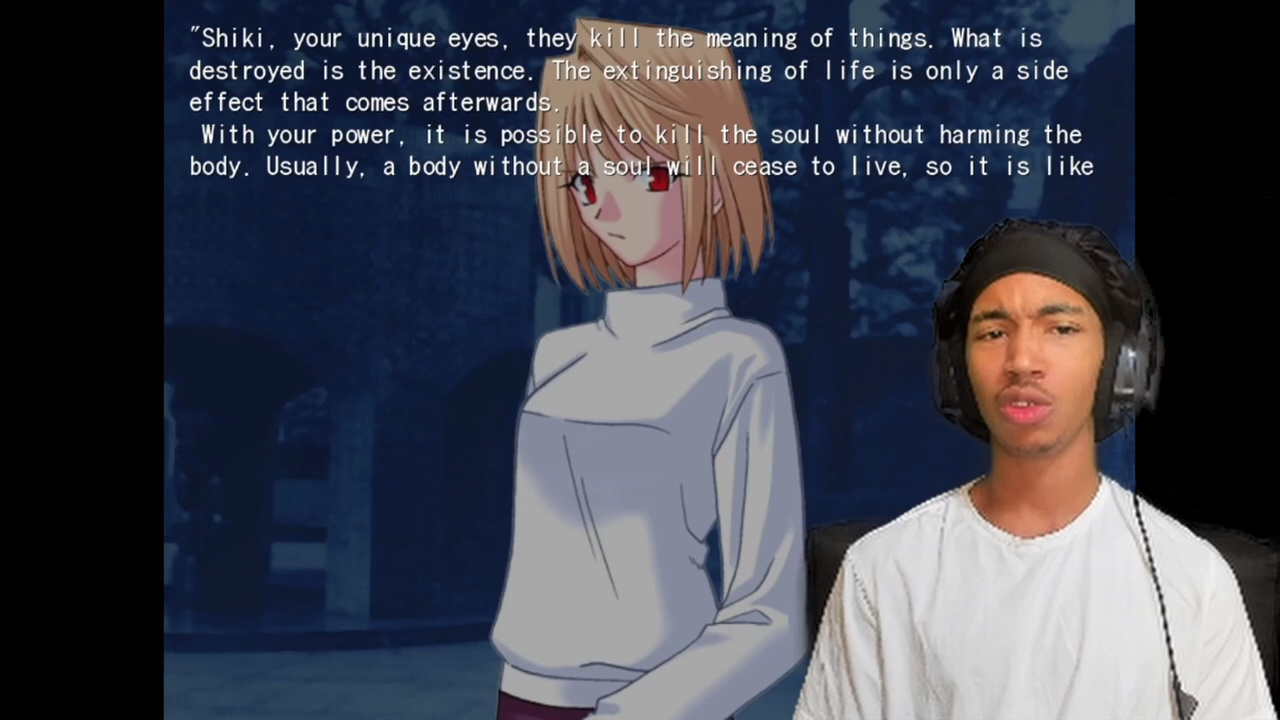 "Shiki, your unique eyes, they kill the meaning of things. What is
destroyed is the existence. The extinguishing of life is only a side
effect that comes afterwards.
With your power, it is possible to kill the soul without harming the
body. Usually, a body without a soul will cease to live, so it is like